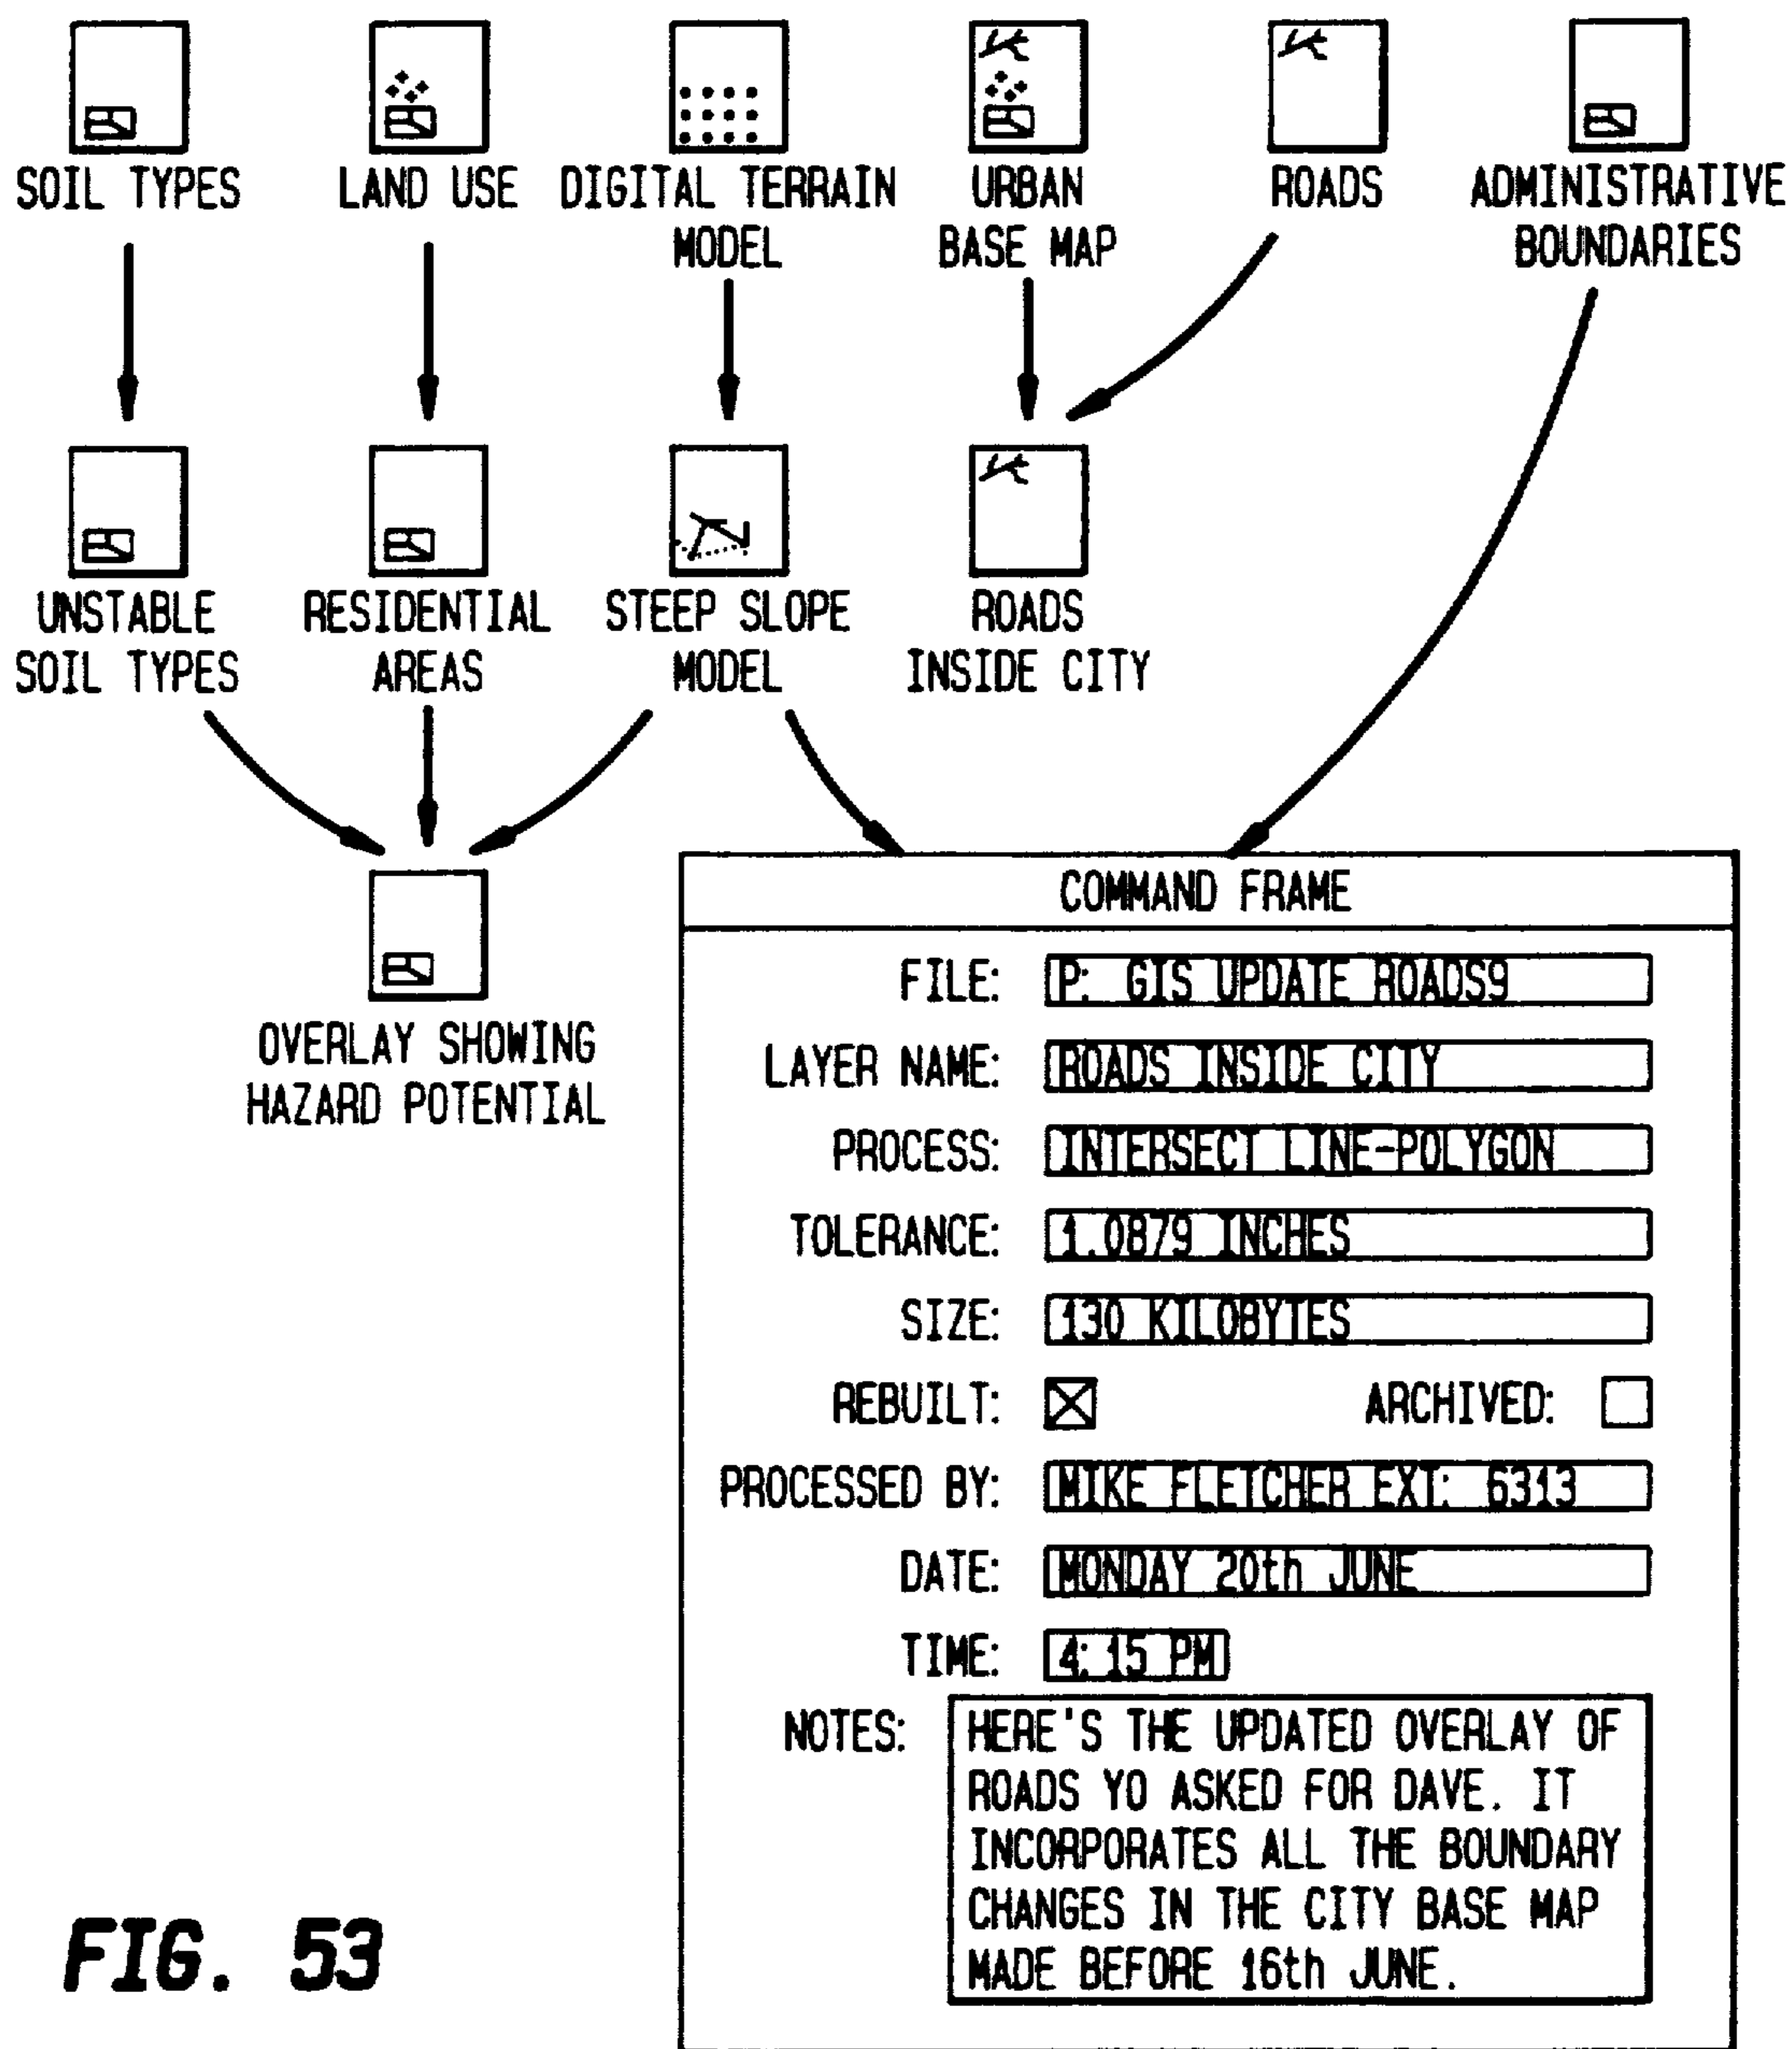 SOIL TYPES
LAND USE
DIGITAL TERRAIN
MODEL
URBAN
BASE MAP
ROADS
ADMINISTRATIVE
BOUNDARIES
UNSTABLE
SOIL TYPES
RESIDENTIAL
AREAS
STEEP SLOPE
MODEL
ROADS
INSIDE CITY
OVERLAY SHOWING
HAZARD POTENTIAL
COMMAND FRAME
FILE: P: GIS UPDATE ROADS9
LAYER NAME: ROADS INSIDE CITY
PROCESS: INTERSECT LINE-POLYGON
TOLERANCE: 1.0879 INCHES
SIZE: 130 KILOBYTES
REBUILT: ARCHIVED:
PROCESSED BY: MIKE FLETCHER EXT: 6313
DATE: MONDAY 20th JUNE
TIME: 4:15 PM
NOTES: HERE'S THE UPDATED OVERLAY OF
ROADS YO ASKED FOR DAVE. IT
INCORPORATES ALL THE BOUNDARY
CHANGES IN THE CITY BASE MAP
MADE BEFORE 16th JUNE.
FIG. 53